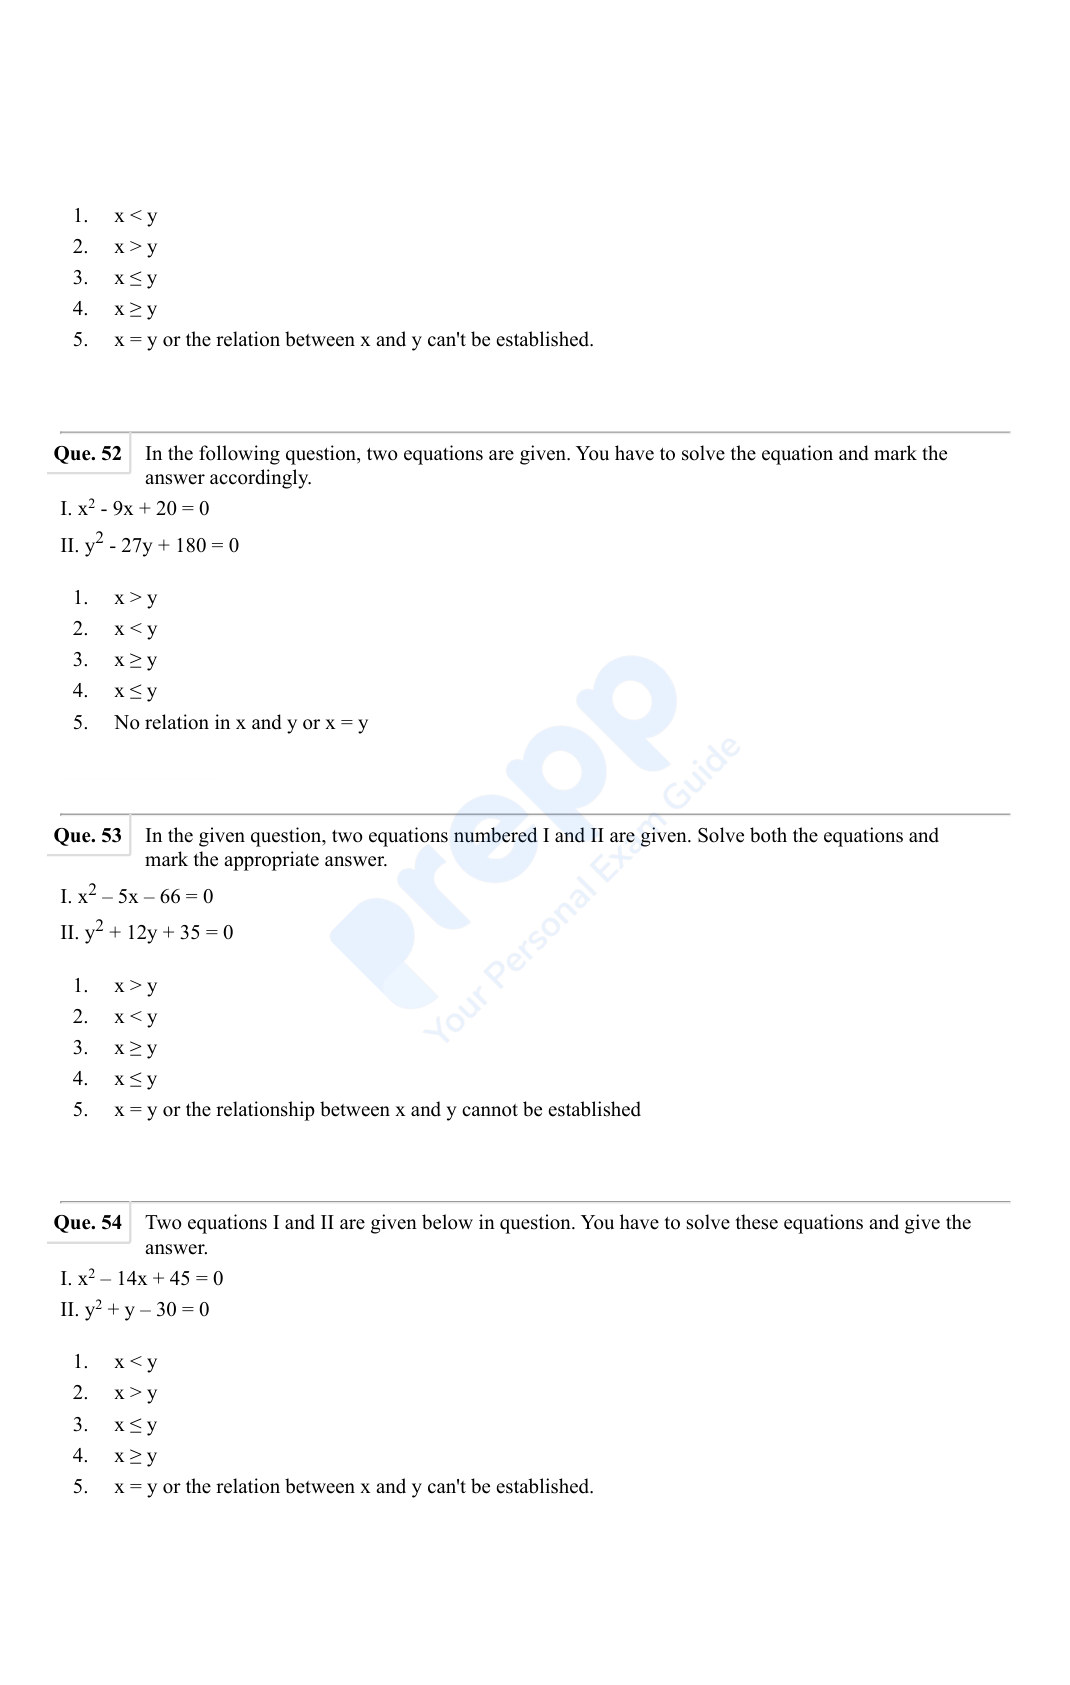 1. x < y
2. x > y
3. x ≤ y
4. x ≥ y
5. x = y or the relation between x and y can't be established.
Que. 52 In the following question, two equations are given. You have to solve the equation and mark the
answer accordingly.
I. x² - 9x + 20 = 0
II. y² - 27y + 180 = 0
1. x > y
2. x < y
3. x ≥ y
4. x ≤ y
5. No relation in x and y or x = y
Que. 53 In the given question, two equations numbered I and II are given. Solve both the equations and
mark the appropriate answer.
I. x² – 5x – 66 = 0
II. y² + 12y + 35 = 0
1. x > y
2. x < y
3. x ≥ y
4. x ≤ y
5. x = y or the relationship between x and y cannot be established
Que. 54 Two equations I and II are given below in question. You have to solve these equations and give the
answer.
I. x² – 14x + 45 = 0
II. y² + y – 30 = 0
1. x < y
2. x > y
3. x ≤ y
4. x ≥ y
5. x = y or the relation between x and y can't be established.
prepp
Your Personal Exam Guide